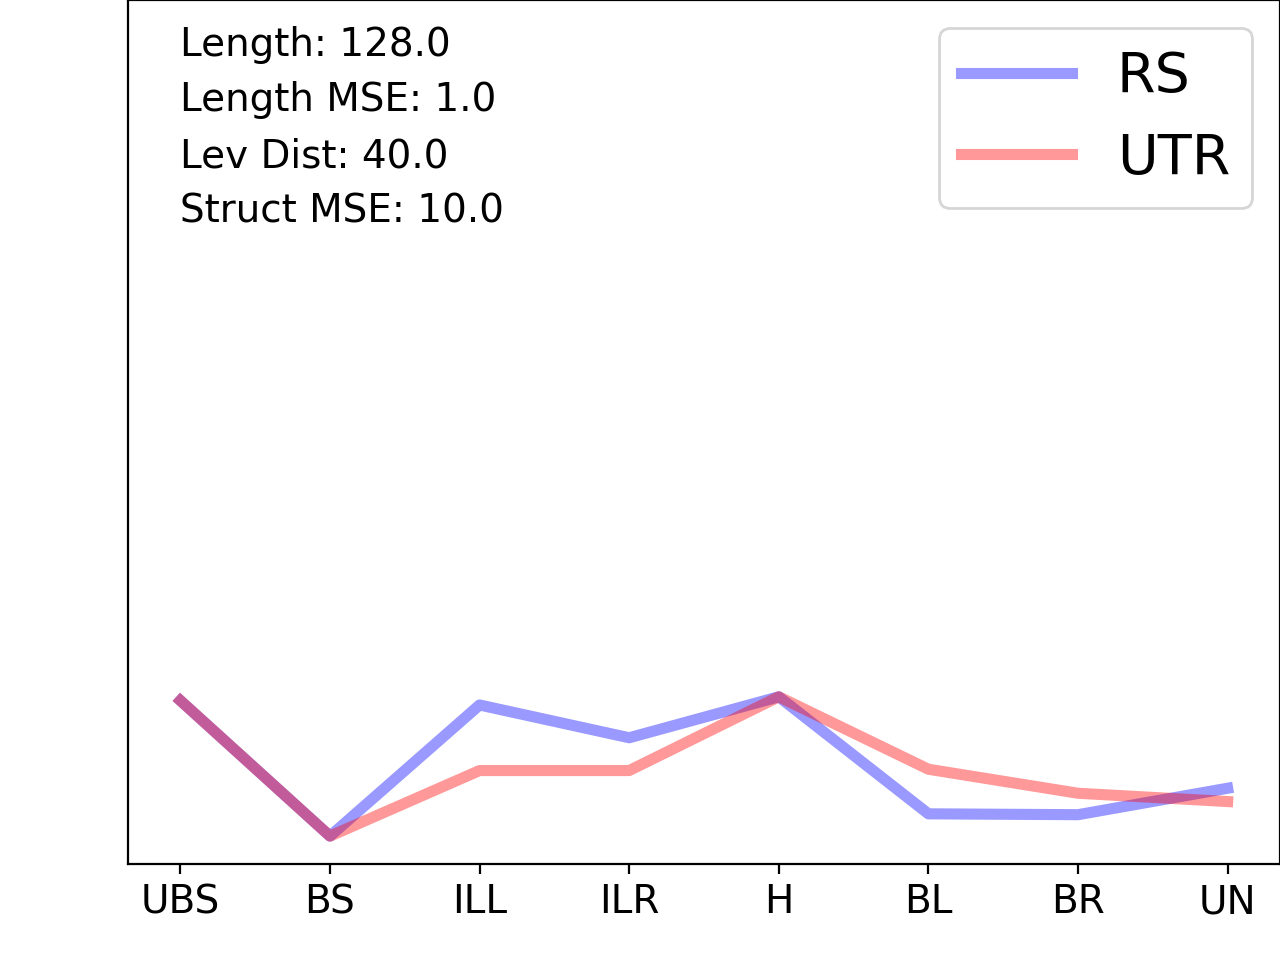 Length: 128.0
Length MSE: 1.0
Lev Dist: 40.0
Struct MSE: 10.0
RS
UTR
UBS BS ILL ILR H BL BR UN